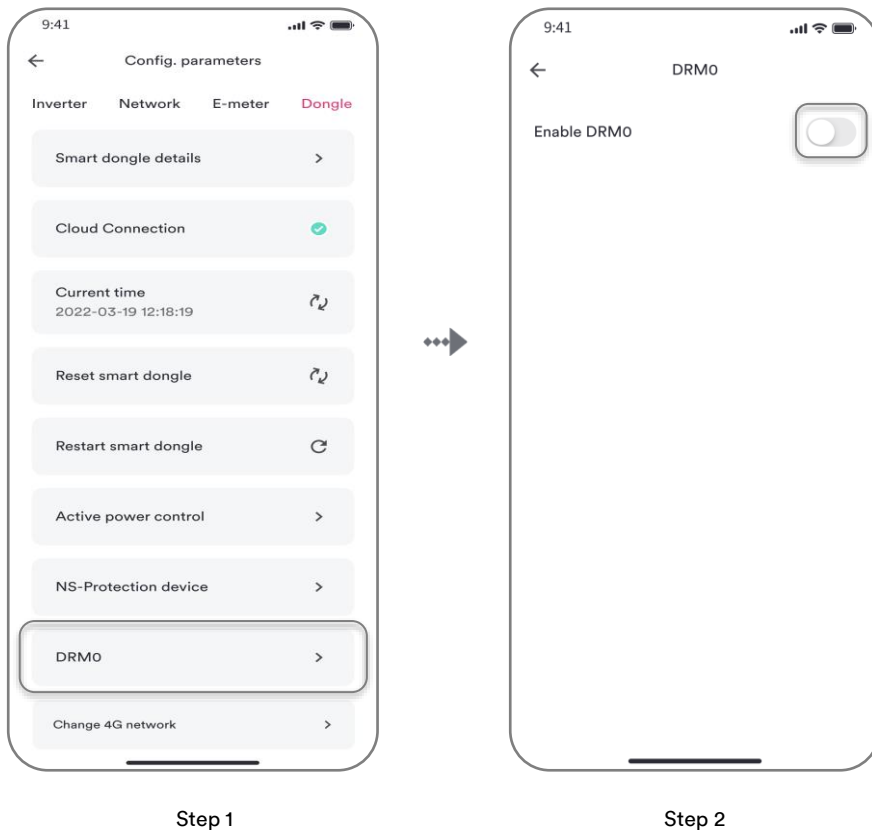 9:41
Config. parameters
Inverter Network E-meter Dongle
Smart dongle details
Cloud Connection
Current time
2022-03-19 12:18:19
Reset smart dongle
Restart smart dongle
Active power control
NS-Protection device
DRM0
Change 4G network
Step 1
9:41
DRM0
Enable DRM0
Step 2